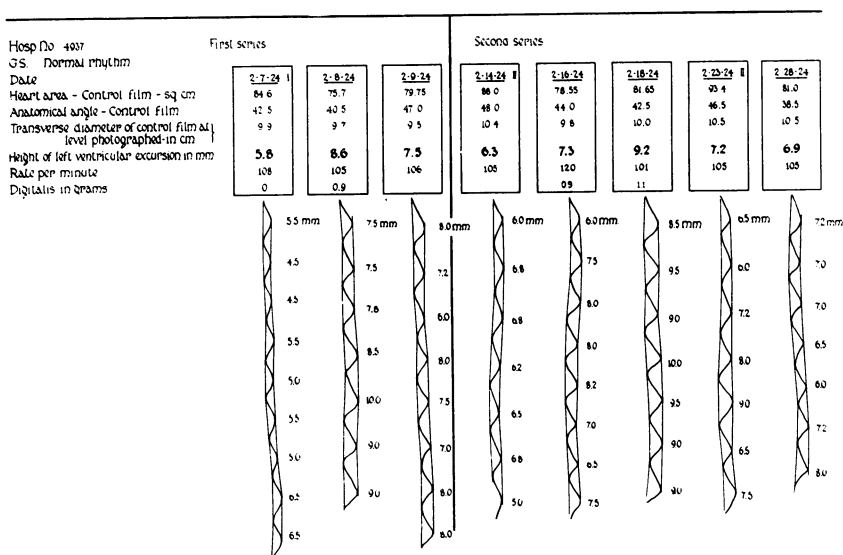 First series Second series
Hosp No 4937
G.S. Normal rhythm
Date 2-7-24 I 2-8-24 2-9-24 2-14-24 II 2-16-24 2-18-24 2-23-24 II 2-28-24
Heart area - Control film - sq cm 84.6 75.7 79.75 88.0 78.55 81.65 93.4 81.0
Anatomical angle - Control film 42.5 40.5 47.0 48.0 44.0 42.5 46.5 38.5
Transverse diameter of control film at 9.9 9.7 9.5 10.4 9.8 10.0 10.5 10.5
level photographed-in cm
Height of left ventricular excursion in mm 5.8 8.6 7.5 6.3 7.3 9.2 7.2 6.9
Rate per minute 108 105 106 105 120 101 105 105
Digitalis in grams 0 0.9 0.9 1.1
5.5 mm 7.5 mm 8.0 mm 6.0 mm 6.0 mm 8.5 mm 6.5 mm 7.2 mm
4.5 7.5 7.2 6.8 7.5 9.5 6.0 7.0
4.5 7.8 6.0 6.8 8.0 9.0 7.2 7.0
5.5 8.5 8.0 6.2 8.0 10.0 8.0 6.5
5.0 10.0 7.5 6.5 8.2 9.5 9.0 6.0
5.5 9.0 7.0 6.8 7.0 9.0 6.5 7.2
5.0 9.0 8.0 5.0 6.5 9.0 7.5 8.0
6.5 8.0 7.5
6.5